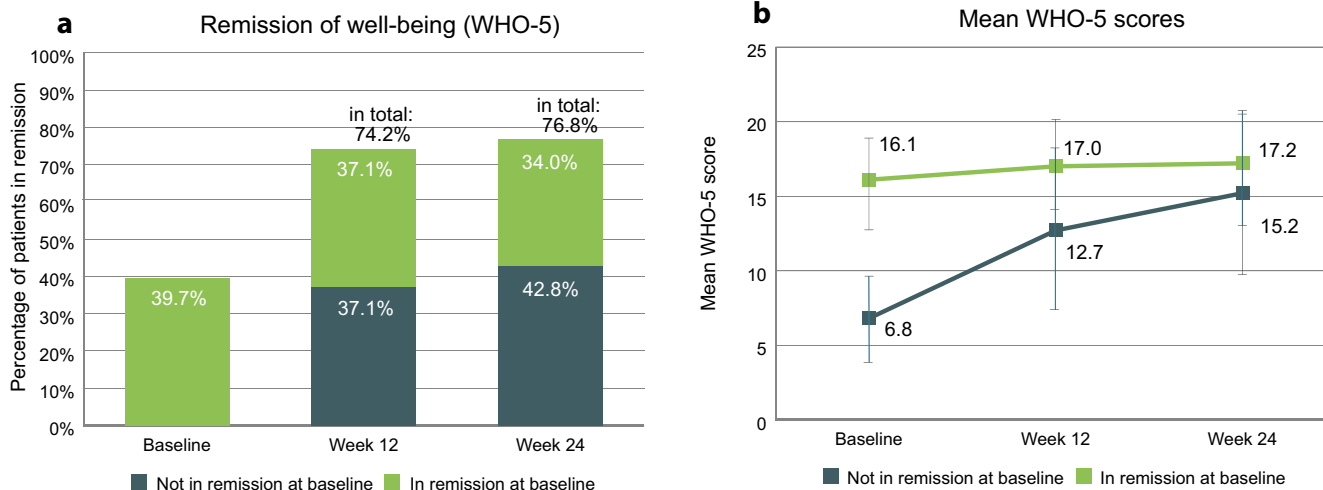 a
Remission of well-being (WHO-5)
Percentage of patients in remission
100%
90%
80%
70%
60%
50%
40%
30%
20%
10%
0%
39.7%
in total:
74.2%
37.1%
37.1%
in total:
76.8%
34.0%
42.8%
Baseline
Week 12
Week 24
Not in remission at baseline
In remission at baseline
b
Mean WHO-5 scores
Mean WHO-5 score
25
20
15
10
5
0
16.1
17.0
17.2
6.8
12.7
15.2
Baseline
Week 12
Week 24
Not in remission at baseline
In remission at baseline